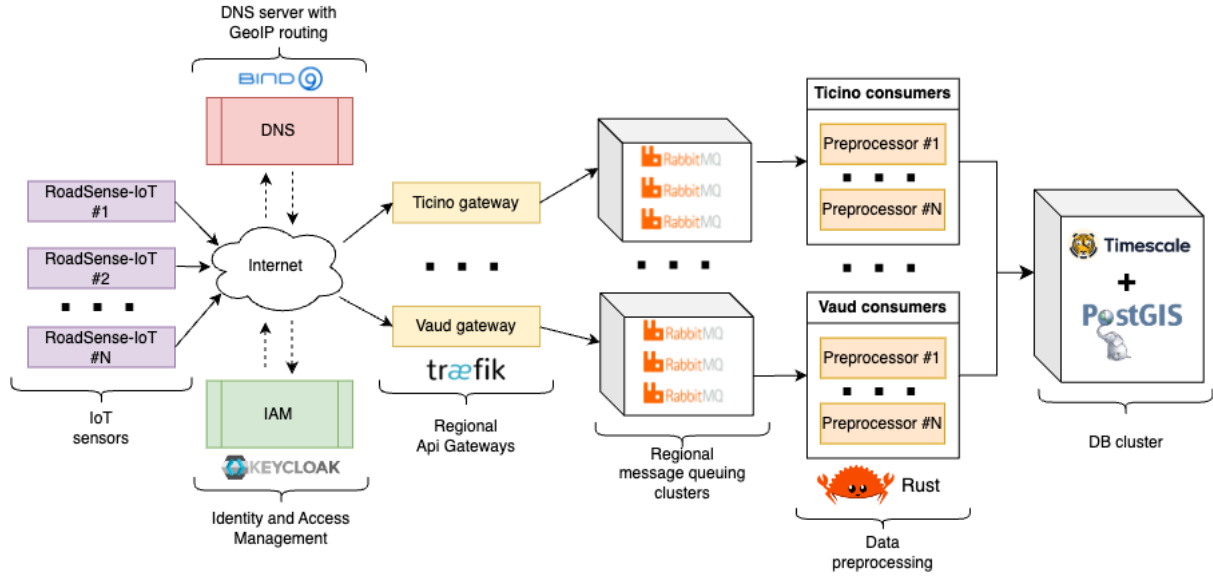 DNS server with
GeoIP routing
BIND 9
DNS
RoadSense-IoT
#1
RoadSense-IoT
#2
RoadSense-IoT
#N
IoT
sensors
Internet
IAM
KEYCLOAK
Identity and Access
Management
Ticino gateway
Vaud gateway
træfik
Regional
Api Gateways
RabbitMQ
RabbitMQ
RabbitMQ
RabbitMQ
RabbitMQ
RabbitMQ
Regional
message queuing
clusters
Ticino consumers
Preprocessor #1
Preprocessor #N
Vaud consumers
Preprocessor #1
Preprocessor #N
Rust
Data
preprocessing
Timescale
+
PostGIS
DB cluster